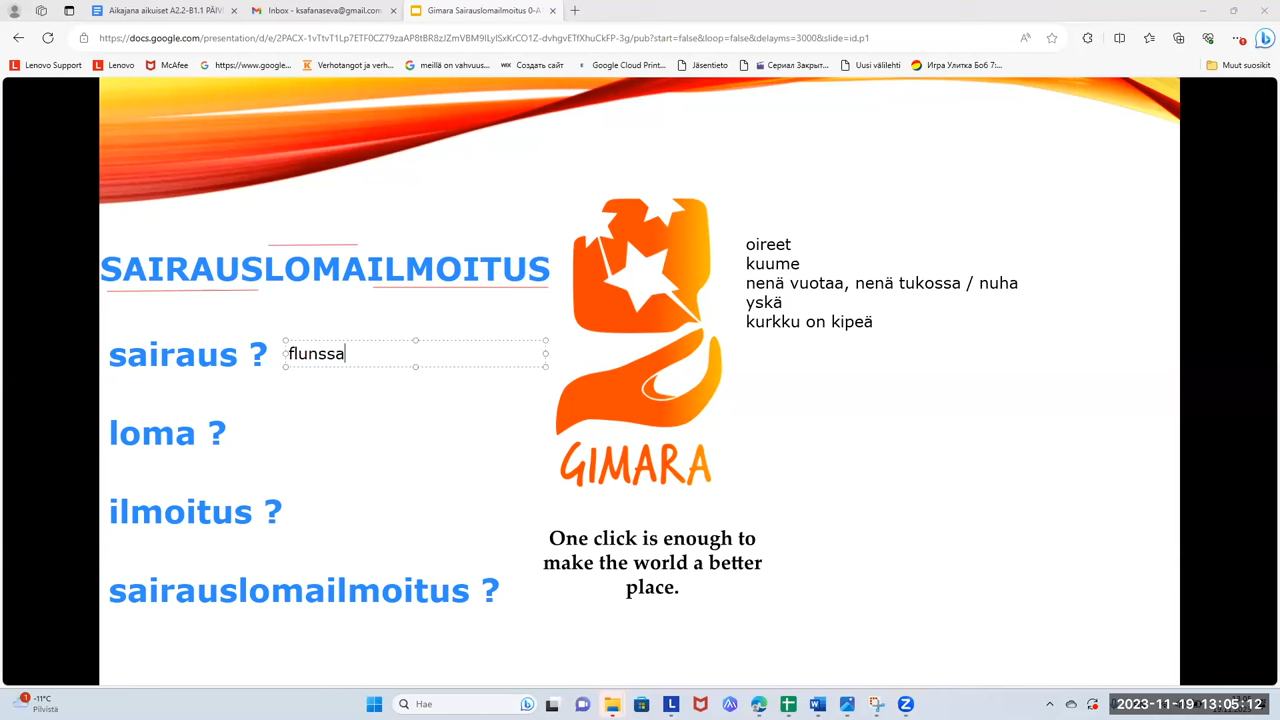 Aikajana aikuiset A2.2-B1.1 PÄIV
Inbox - ksafanaseva@gmail.com
Gimara Sairauslomailmoitus 0-A
https://docs.google.com/presentation/d/e/2PACX-1vTtvT1Lp7ETF0CZ79zaAP8tBR8zJZmVBM9lLylSxKrCO1Z-dvhgvETfXhuCkFP-3g/pub?start=false&loop=false&delayms=3000&slide=id.p1
Lenovo Support
Lenovo
McAfee
https://www.google...
Verhotangot ja verh...
meillä on vahvuus...
Создать сайт
Google Cloud Print...
Jäsentieto
Сериал Закрыт...
Uusi välilehti
Игра Улитка Боб 7:...
Muut suosikit
SAIRAUSLOMAILMOITUS
sairaus ?
flunssa
loma ?
ilmoitus ?
sairauslomailmoitus ?
GIMARA
One click is enough to
make the world a better
place.
oireet
kuume
nenä vuotaa, nenä tukossa / nuha
yskä
kurkku on kipeä
-11°C
Pilvistä
Hae
2023-11-19 13:05:12